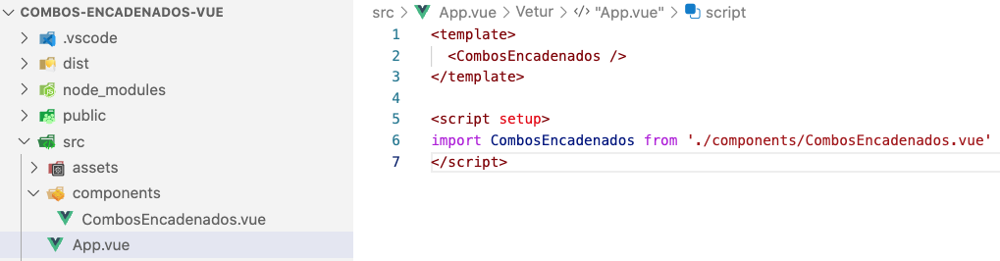 COMBOS-ENCADENADOS-VUE
.vscode
dist
node_modules
public
src
assets
components
CombosEncadenados.vue
App.vue
src > App.vue > Vetur > </> "App.vue" > script
1 <template>
2 <CombosEncadenados />
3 </template>
4
5 <script setup>
6 import CombosEncadenados from './components/CombosEncadenados.vue'
7 </script>